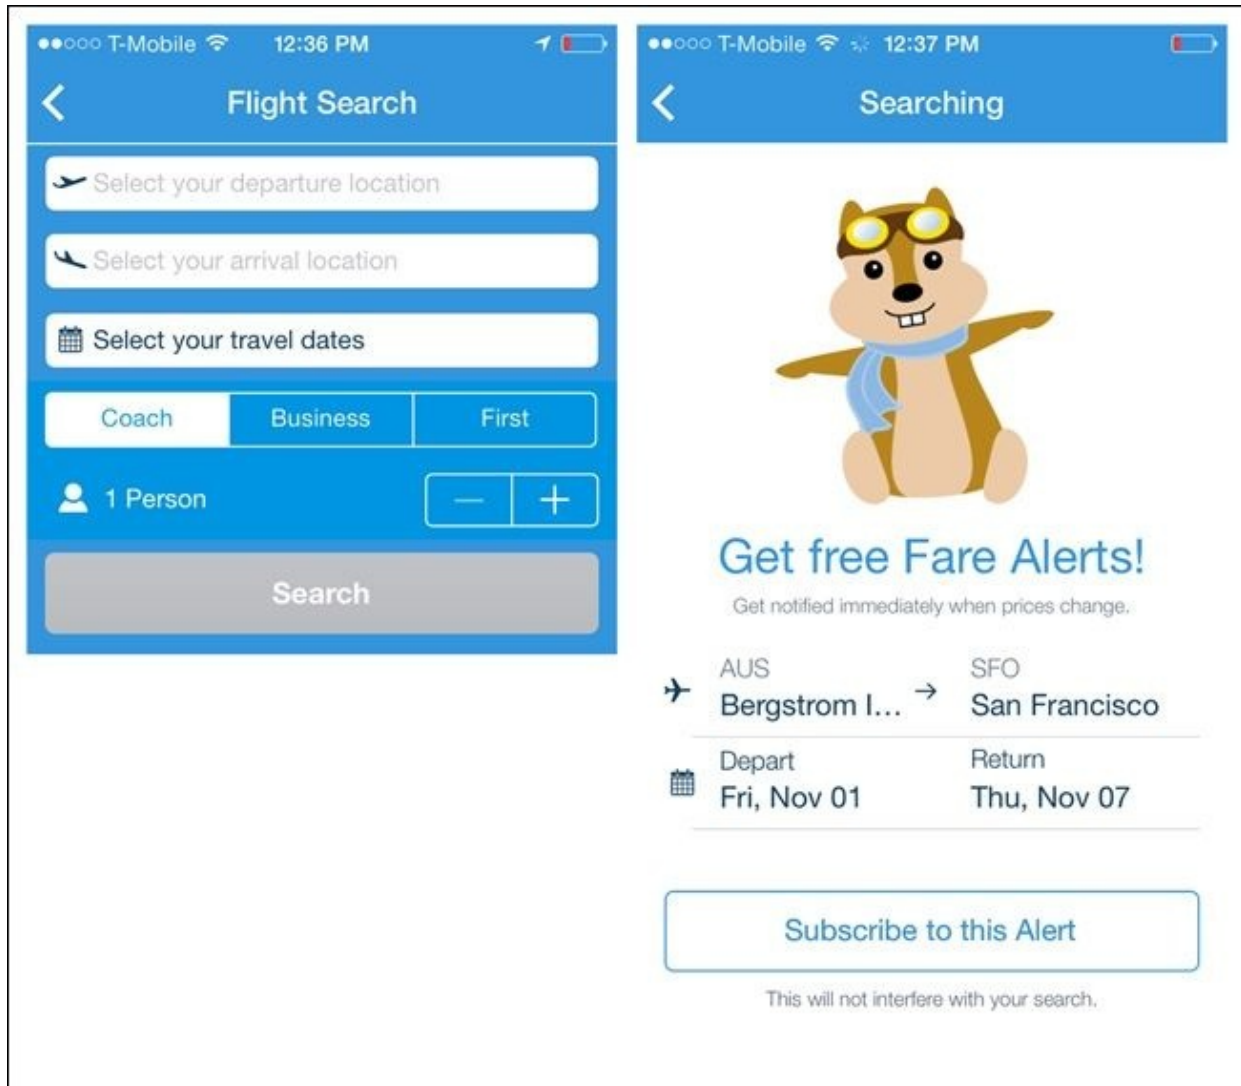 T-Mobile 12:36 PM
Flight Search
Select your departure location
Select your arrival location
Select your travel dates
Coach Business First
1 Person
Search
T-Mobile 12:37 PM
Searching
Get free Fare Alerts!
Get notified immediately when prices change.
AUS SFO
Bergstrom I... → San Francisco
Depart Return
Fri, Nov 01 Thu, Nov 07
Subscribe to this Alert
This will not interfere with your search.